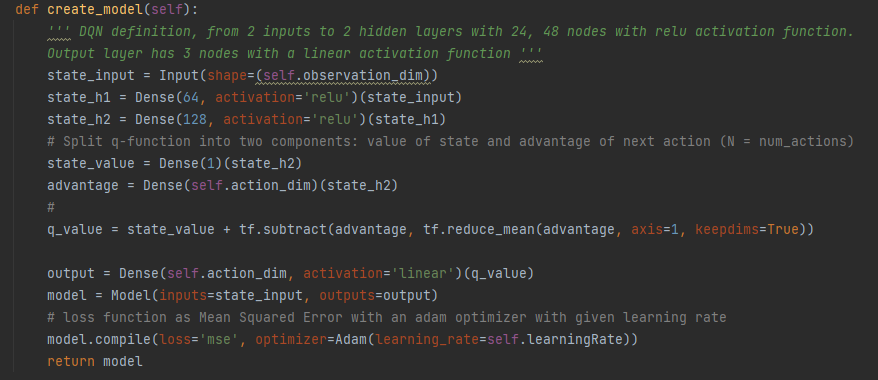 def create_model(self):
    ''' DQN definition, from 2 inputs to 2 hidden layers with 24, 48 nodes with relu activation function.
    Output layer has 3 nodes with a linear activation function '''
    state_input = Input(shape=(self.observation_dim))
    state_h1 = Dense(64, activation='relu')(state_input)
    state_h2 = Dense(128, activation='relu')(state_h1)
    # Split q-function into two components: value of state and advantage of next action (N = num_actions)
    state_value = Dense(1)(state_h2)
    advantage = Dense(self.action_dim)(state_h2)
    #
    q_value = state_value + tf.subtract(advantage, tf.reduce_mean(advantage, axis=1, keepdims=True))
    output = Dense(self.action_dim, activation='linear')(q_value)
    model = Model(inputs=state_input, outputs=output)
    # loss function as Mean Squared Error with an adam optimizer with given learning rate
    model.compile(loss='mse', optimizer=Adam(learning_rate=self.learningRate))
    return model